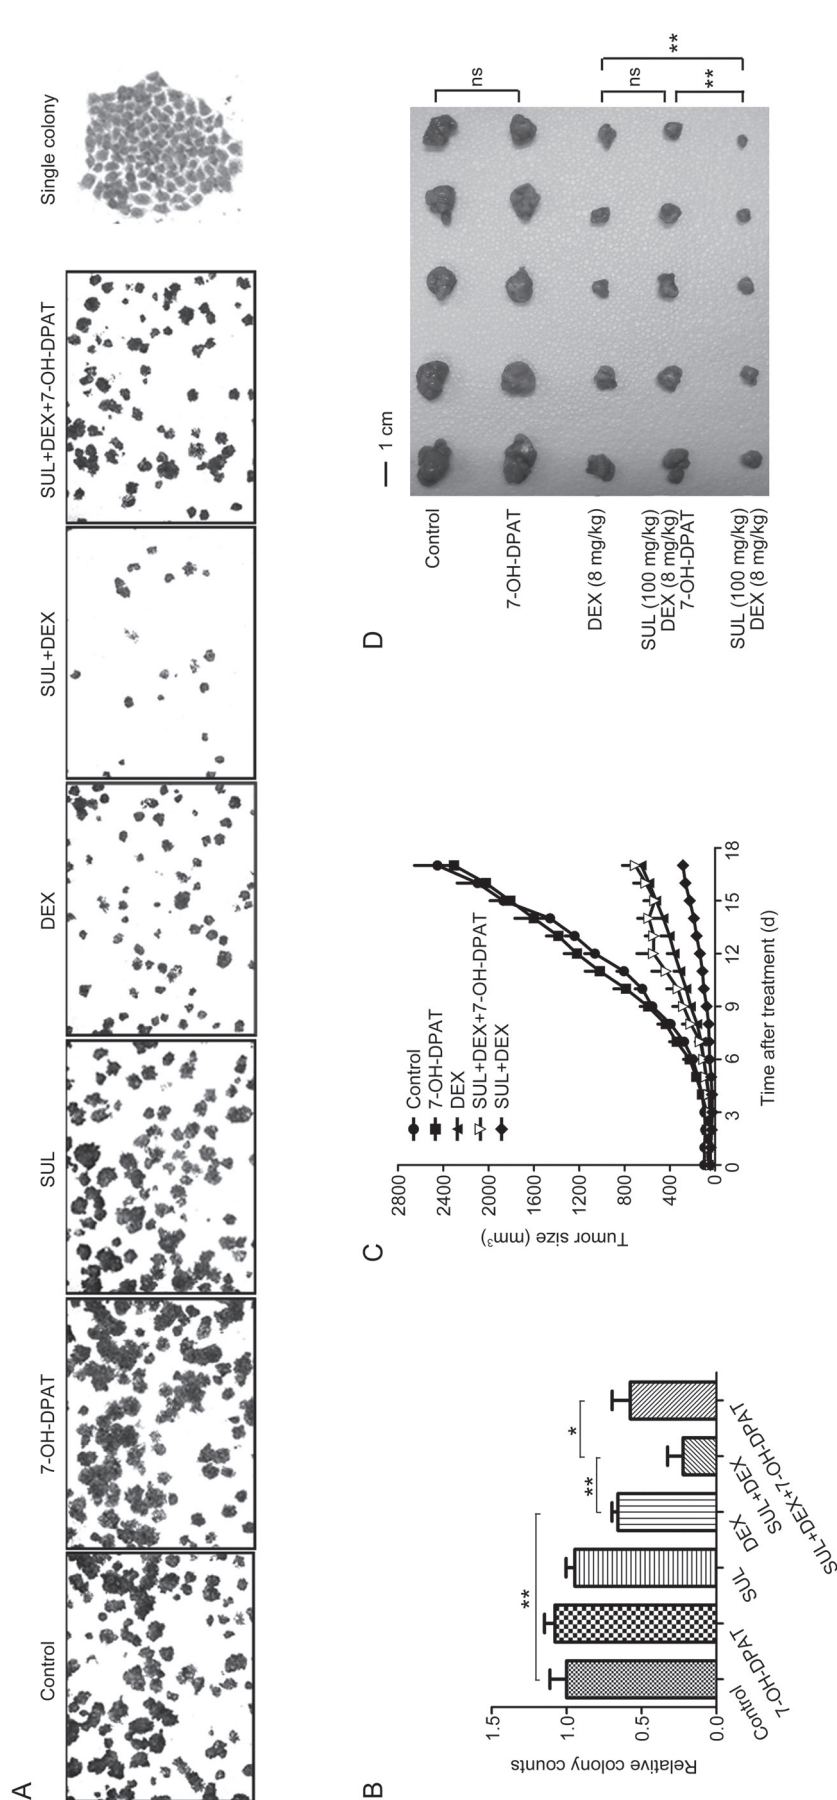 A
Control
7-OH-DPAT
SUL
DEX
SUL+DEX
SUL+DEX+7-OH-DPAT
Single colony
B
Relative colony counts
1.5
1.0
0.5
0.0
**
**
*
Control
7-OH-DPAT
SUL
DEX
SUL+DEX
SUL+DEX+7-OH-DPAT
C
Tumor size (mm³)
2800
2400
2000
1600
1200
800
400
0
Control
7-OH-DPAT
DEX
SUL+DEX+7-OH-DPAT
SUL+DEX
0
3
6
9
12
15
18
Time after treatment (d)
D
1 cm
Control
7-OH-DPAT
DEX (8 mg/kg)
SUL (100 mg/kg)
DEX (8 mg/kg)
7-OH-DPAT
SUL (100 mg/kg)
DEX (8 mg/kg)
ns
ns
**
**